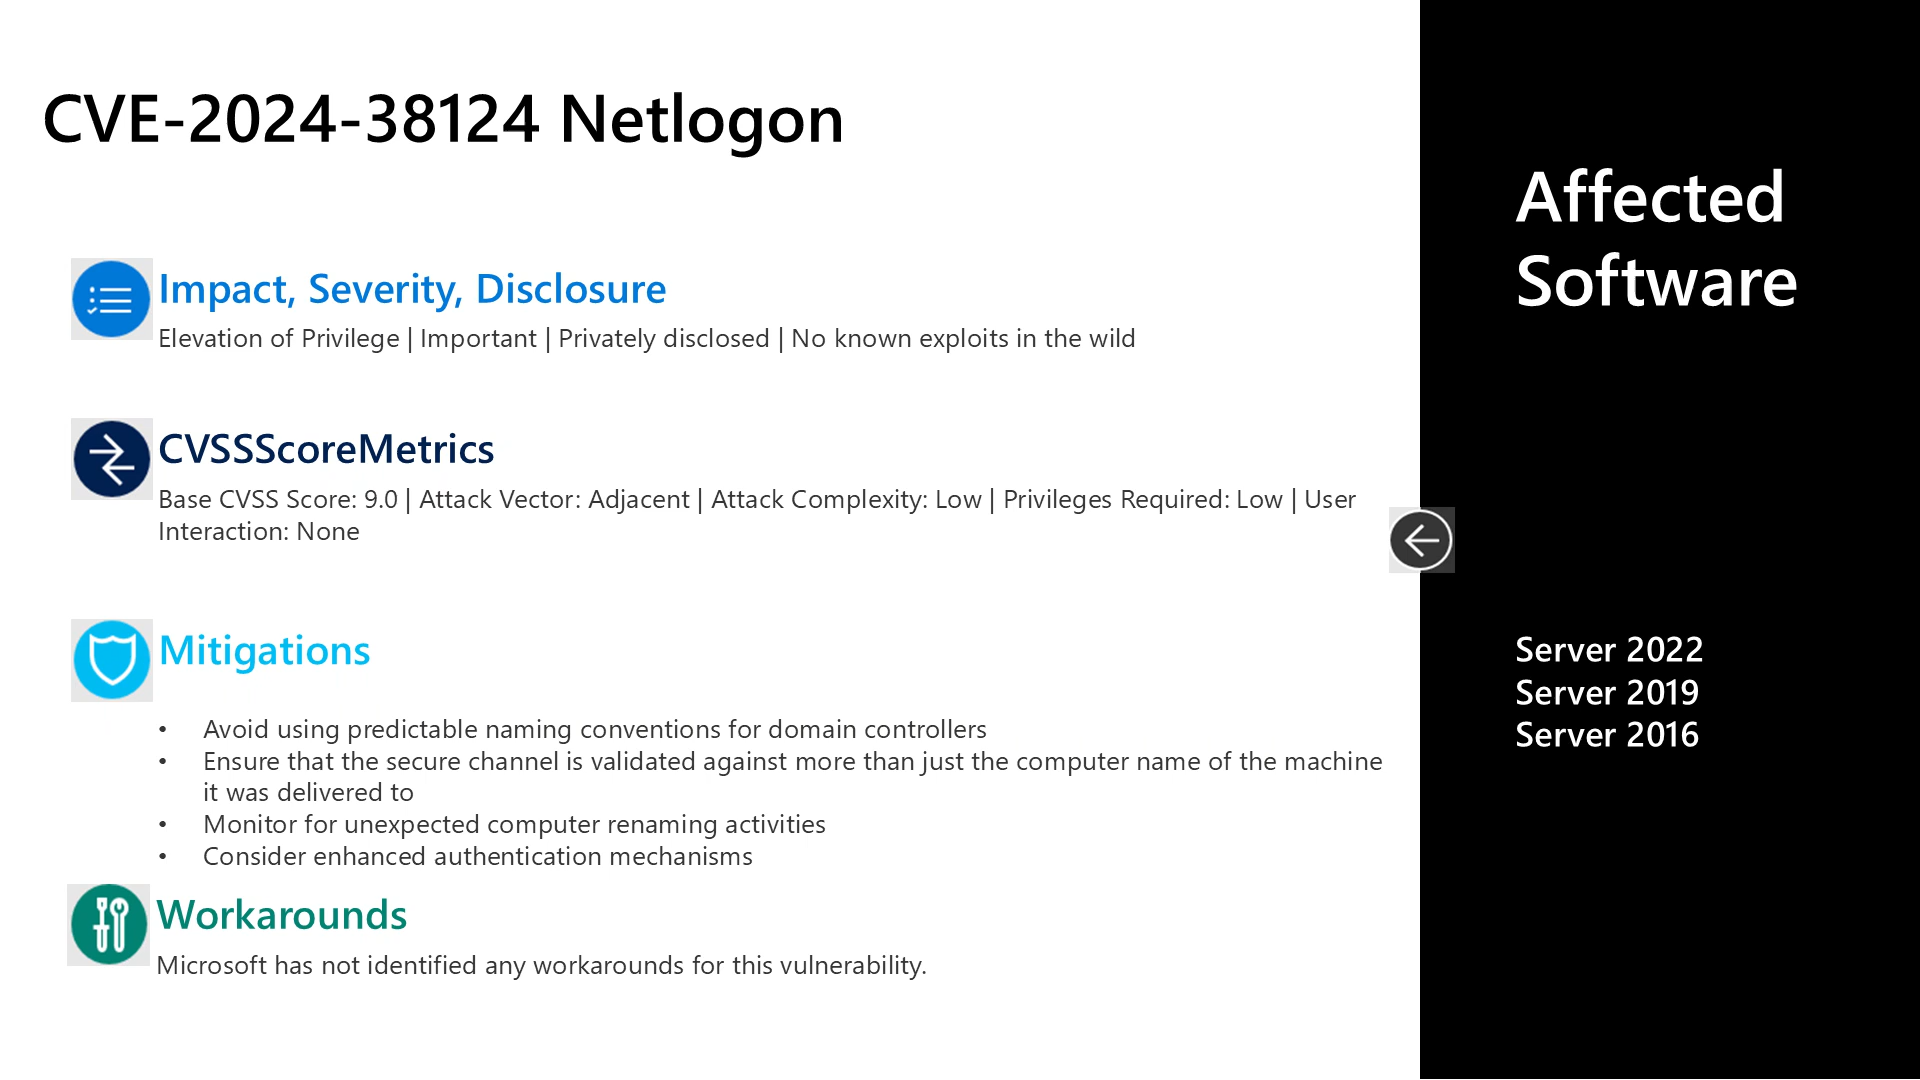 CVE-2024-38124 Netlogon
Impact, Severity, Disclosure
Elevation of Privilege | Important | Privately disclosed | No known exploits in the wild
CVSSScoreMetrics
Base CVSS Score: 9.0 | Attack Vector: Adjacent | Attack Complexity: Low | Privileges Required: Low | User
Interaction: None
Mitigations
• Avoid using predictable naming conventions for domain controllers
• Ensure that the secure channel is validated against more than just the computer name of the machine
it was delivered to
• Monitor for unexpected computer renaming activities
• Consider enhanced authentication mechanisms
Workarounds
Microsoft has not identified any workarounds for this vulnerability.
Affected
Software
Server 2022
Server 2019
Server 2016